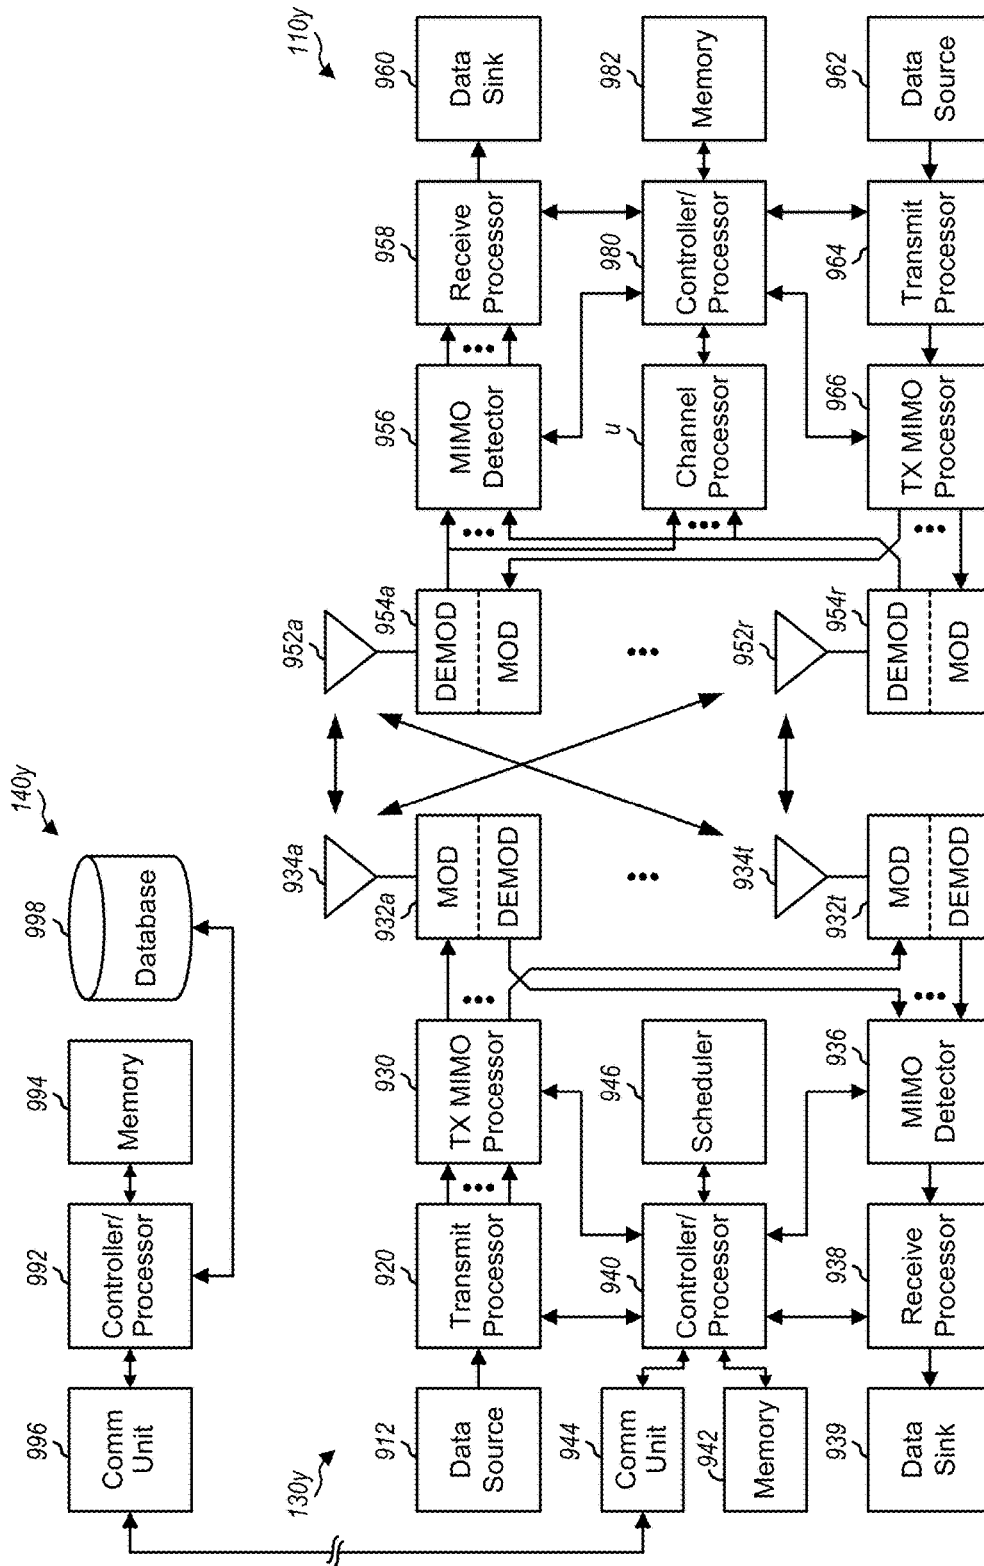 140y
996
Comm
Unit
992
Controller/
Processor
994
Memory
998
Database
130y
110y
912
Data
Source
920
Transmit
Processor
930
TX MIMO
Processor
932a
MOD
DEMOD
934a
952a
954a
DEMOD
MOD
956
MIMO
Detector
958
Receive
Processor
960
Data
Sink
944
Comm
Unit
942
Memory
940
Controller/
Processor
946
Scheduler
u
Channel
Processor
980
Controller/
Processor
982
Memory
939
Data
Sink
938
Receive
Processor
936
MIMO
Detector
932t
MOD
DEMOD
934t
952r
954r
DEMOD
MOD
966
TX MIMO
Processor
964
Transmit
Processor
962
Data
Source